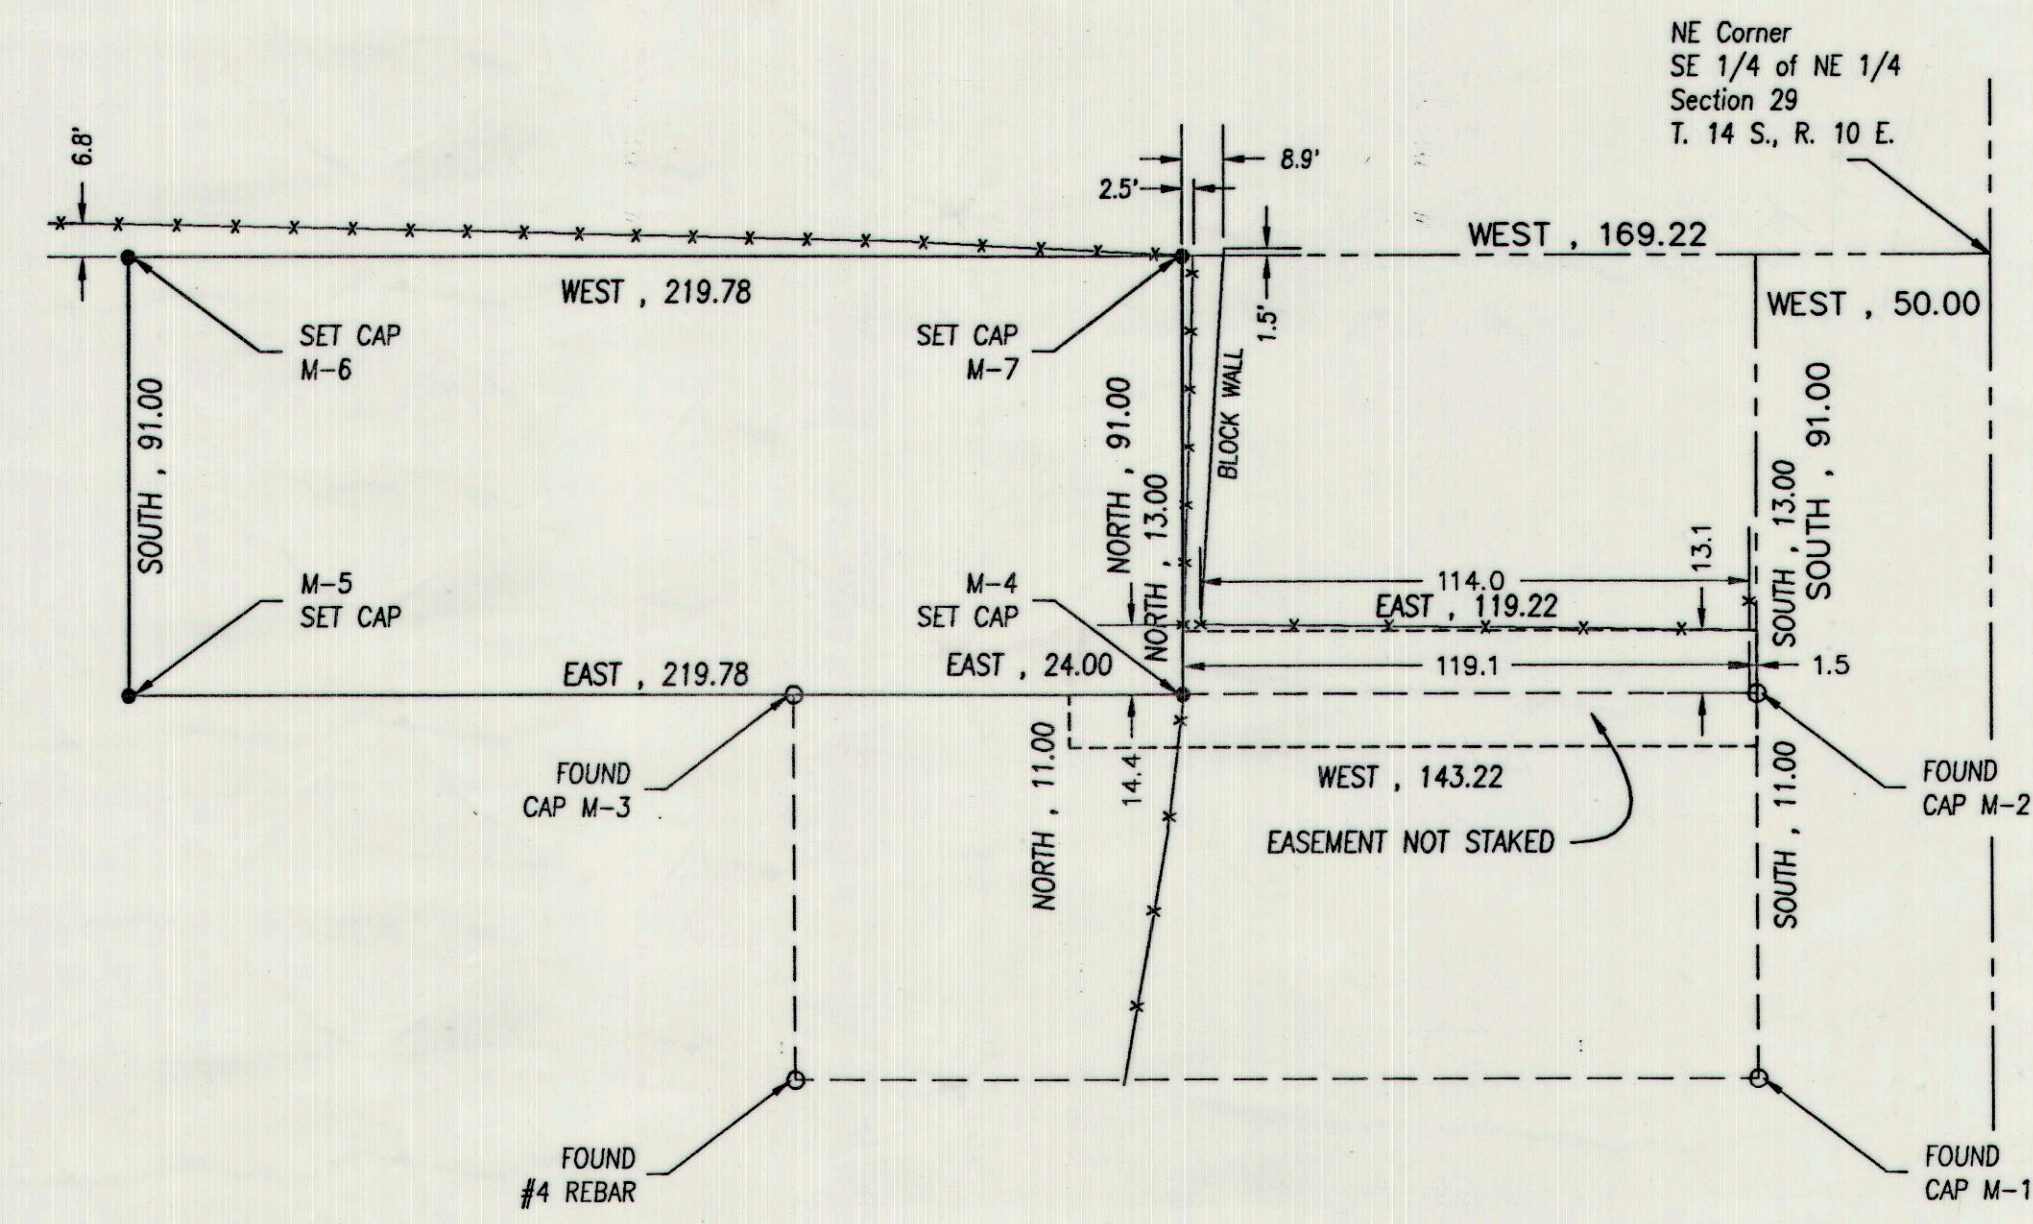 NE Corner
SE 1/4 of NE 1/4
Section 29
T. 14 S., R. 10 E.
6.8'
8.9'
2.5'
WEST , 169.22
WEST , 219.78
WEST , 50.00
1.5'
SET CAP
M-6
SET CAP
M-7
SOUTH , 91.00
NORTH , 91.00
NORTH , 13.00
BLOCK WALL
SOUTH , 13.00
SOUTH , 91.00
13.1
M-5
SET CAP
M-4
SET CAP
114.0
EAST , 119.22
EAST , 219.78
EAST , 24.00
119.1
1.5
NORTH , 11.00
14.4
WEST , 143.22
SOUTH , 11.00
FOUND
CAP M-3
FOUND
CAP M-2
EASEMENT NOT STAKED
FOUND
#4 REBAR
FOUND
CAP M-1